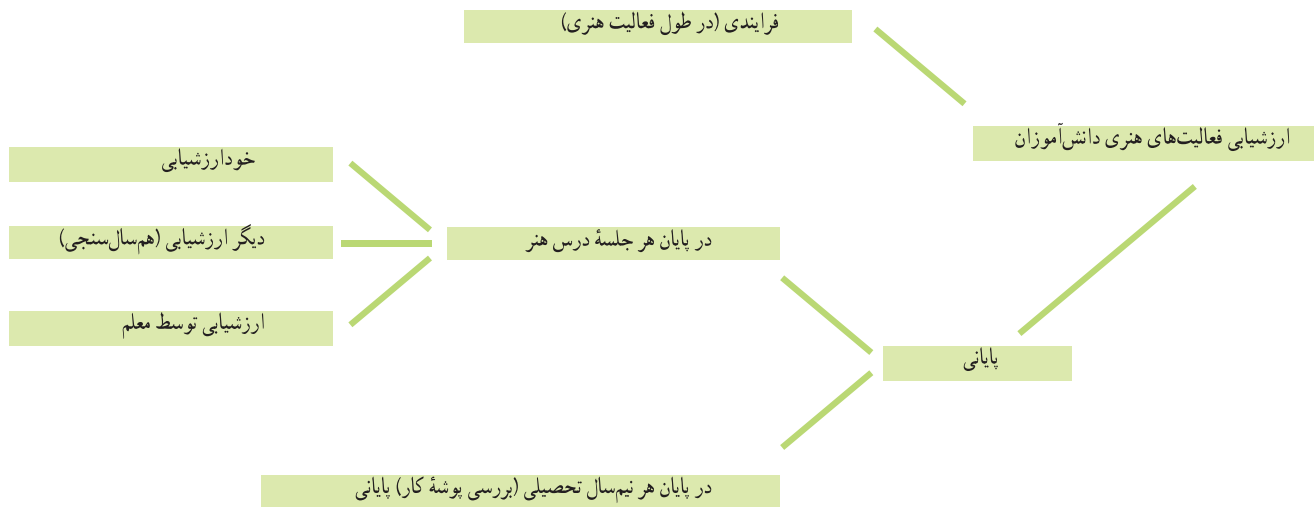 فرایندی (در طول فعالیت هنری)
ارزشیابی فعالیت‌های هنری دانش‌آموزان
خودارزشیابی
دیگر ارزشیابی (هم‌سال‌سنجی)
در پایان هر جلسهٔ درس هنر
ارزشیابی توسط معلم
پایانی
در پایان هر نیم‌سال تحصیلی (بررسی پوشهٔ کار) پایانی